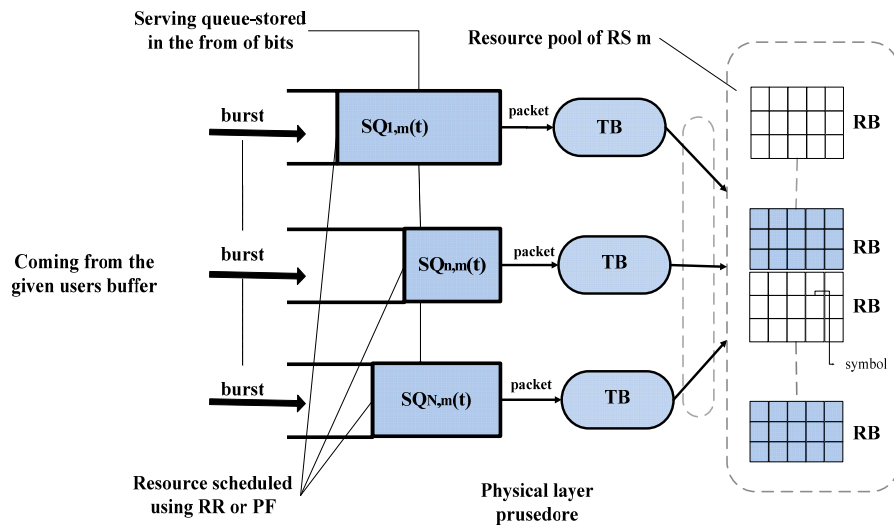 Serving queue-stored
in the from of bits
Resource pool of RS m
burst
SQ1,m(t)
packet
TB
RB
burst
SQn,m(t)
packet
TB
RB
Coming from the
given users buffer
RB
symbol
burst
SQN,m(t)
packet
TB
RB
Resource scheduled
using RR or PF
Physical layer
prusedore